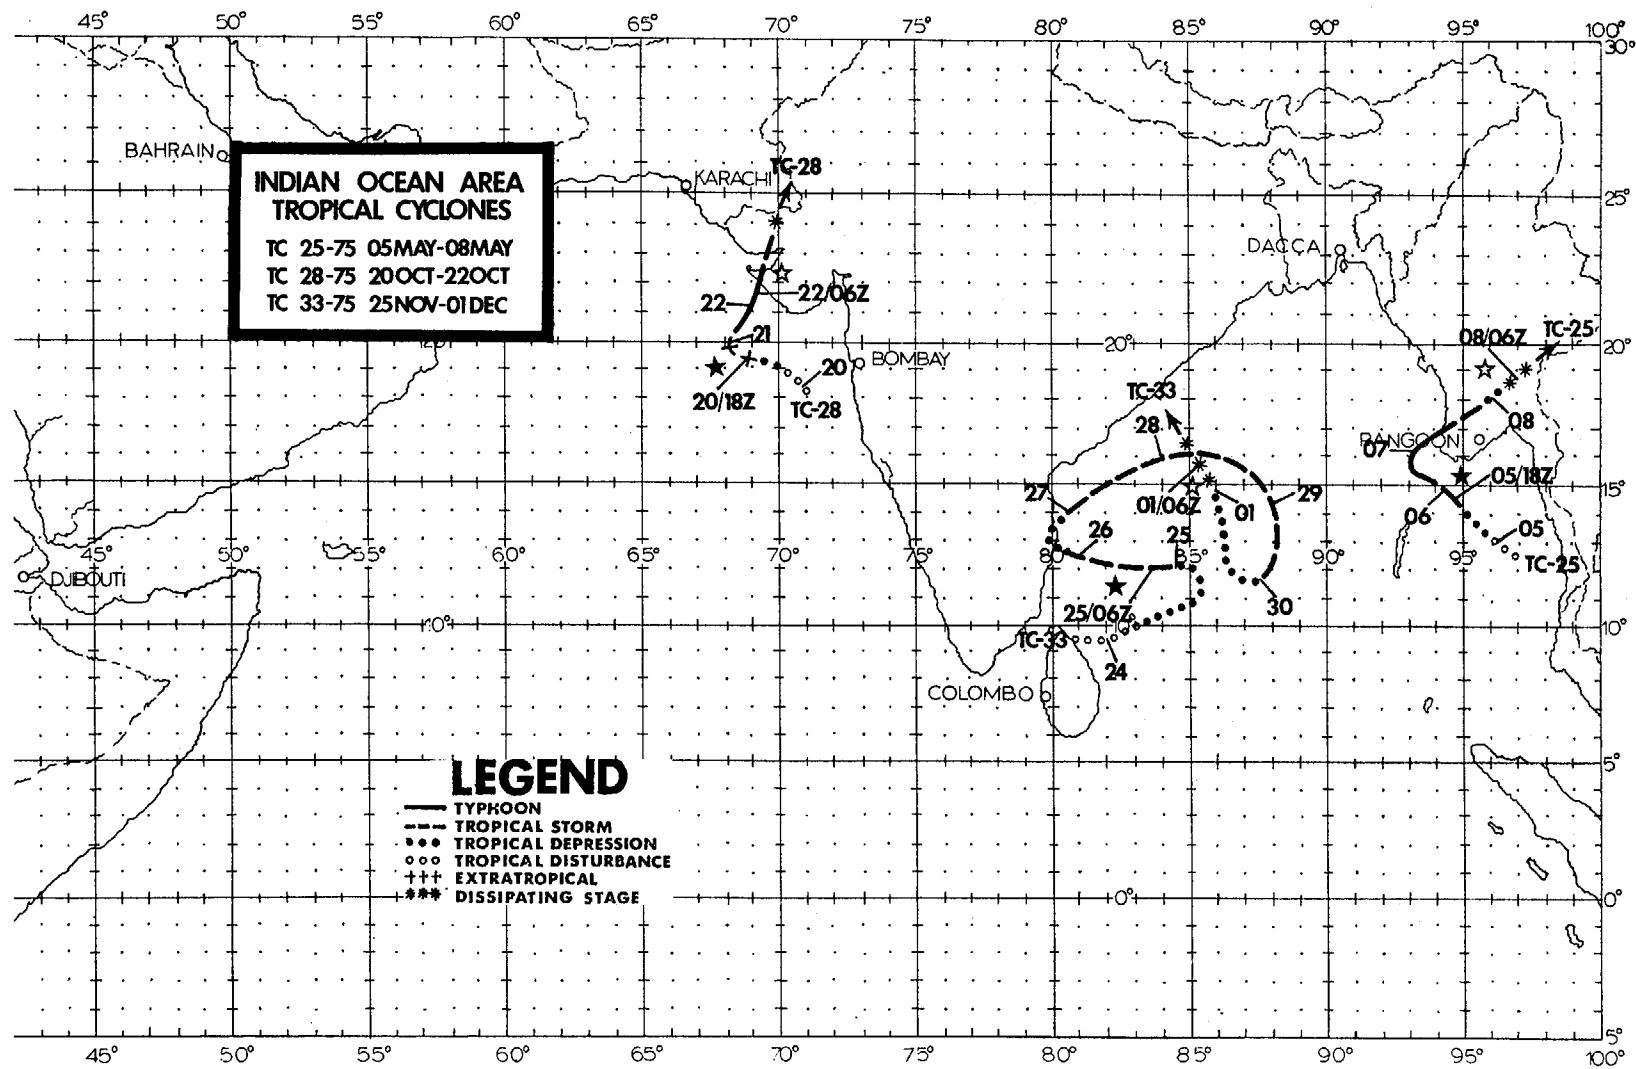 45° 50° 55° 60° 65° 70° 75° 80° 85° 90° 95° 100°
30°
BAHRAIN
INDIAN OCEAN AREA
TROPICAL CYCLONES
TC 25-75 05MAY-08MAY
TC 28-75 20OCT-22OCT
TC 33-75 25NOV-01DEC
KARACHI
TC-28
25°
DACCA
22/06Z
22
21
20° 20° 20°
08/06Z
TC-25
BOMBAY
20
20/18Z
TC-28
TC-33
28
08
RANGOON
07
05/18Z
15°
27
29
01/06Z
01
06
05
26
25
45° 50° 55° 60° 65° 70° 75° 80° 85° 90° 95°
TC-25
DJIBOUTI
30
25/06Z
10° 10° 10°
TC-33
24
COLOMBO
LEGEND
TYPHOON
TROPICAL STORM
TROPICAL DEPRESSION
TROPICAL DISTURBANCE
EXTRATROPICAL
DISSIPATING STAGE
5°
0° 0°
5°
45° 50° 55° 60° 65° 70° 75° 80° 85° 90° 95° 100°